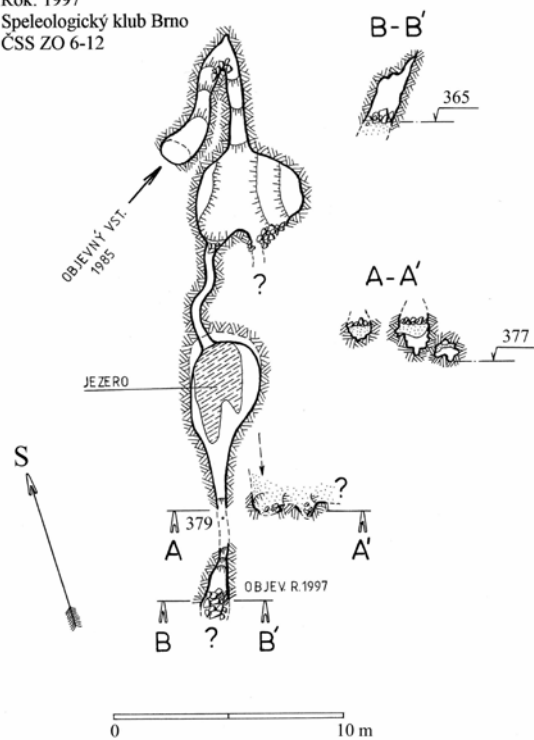 Rok: 1997
Speleologický klub Brno
ČSS ZO 6-12
B-B'
365
OBJEVNÝ VST.
1985
?
A-A'
377
JEZERO
S
?
379
A
A'
OBJEV. R.1997
B
?
B'
0
10 m